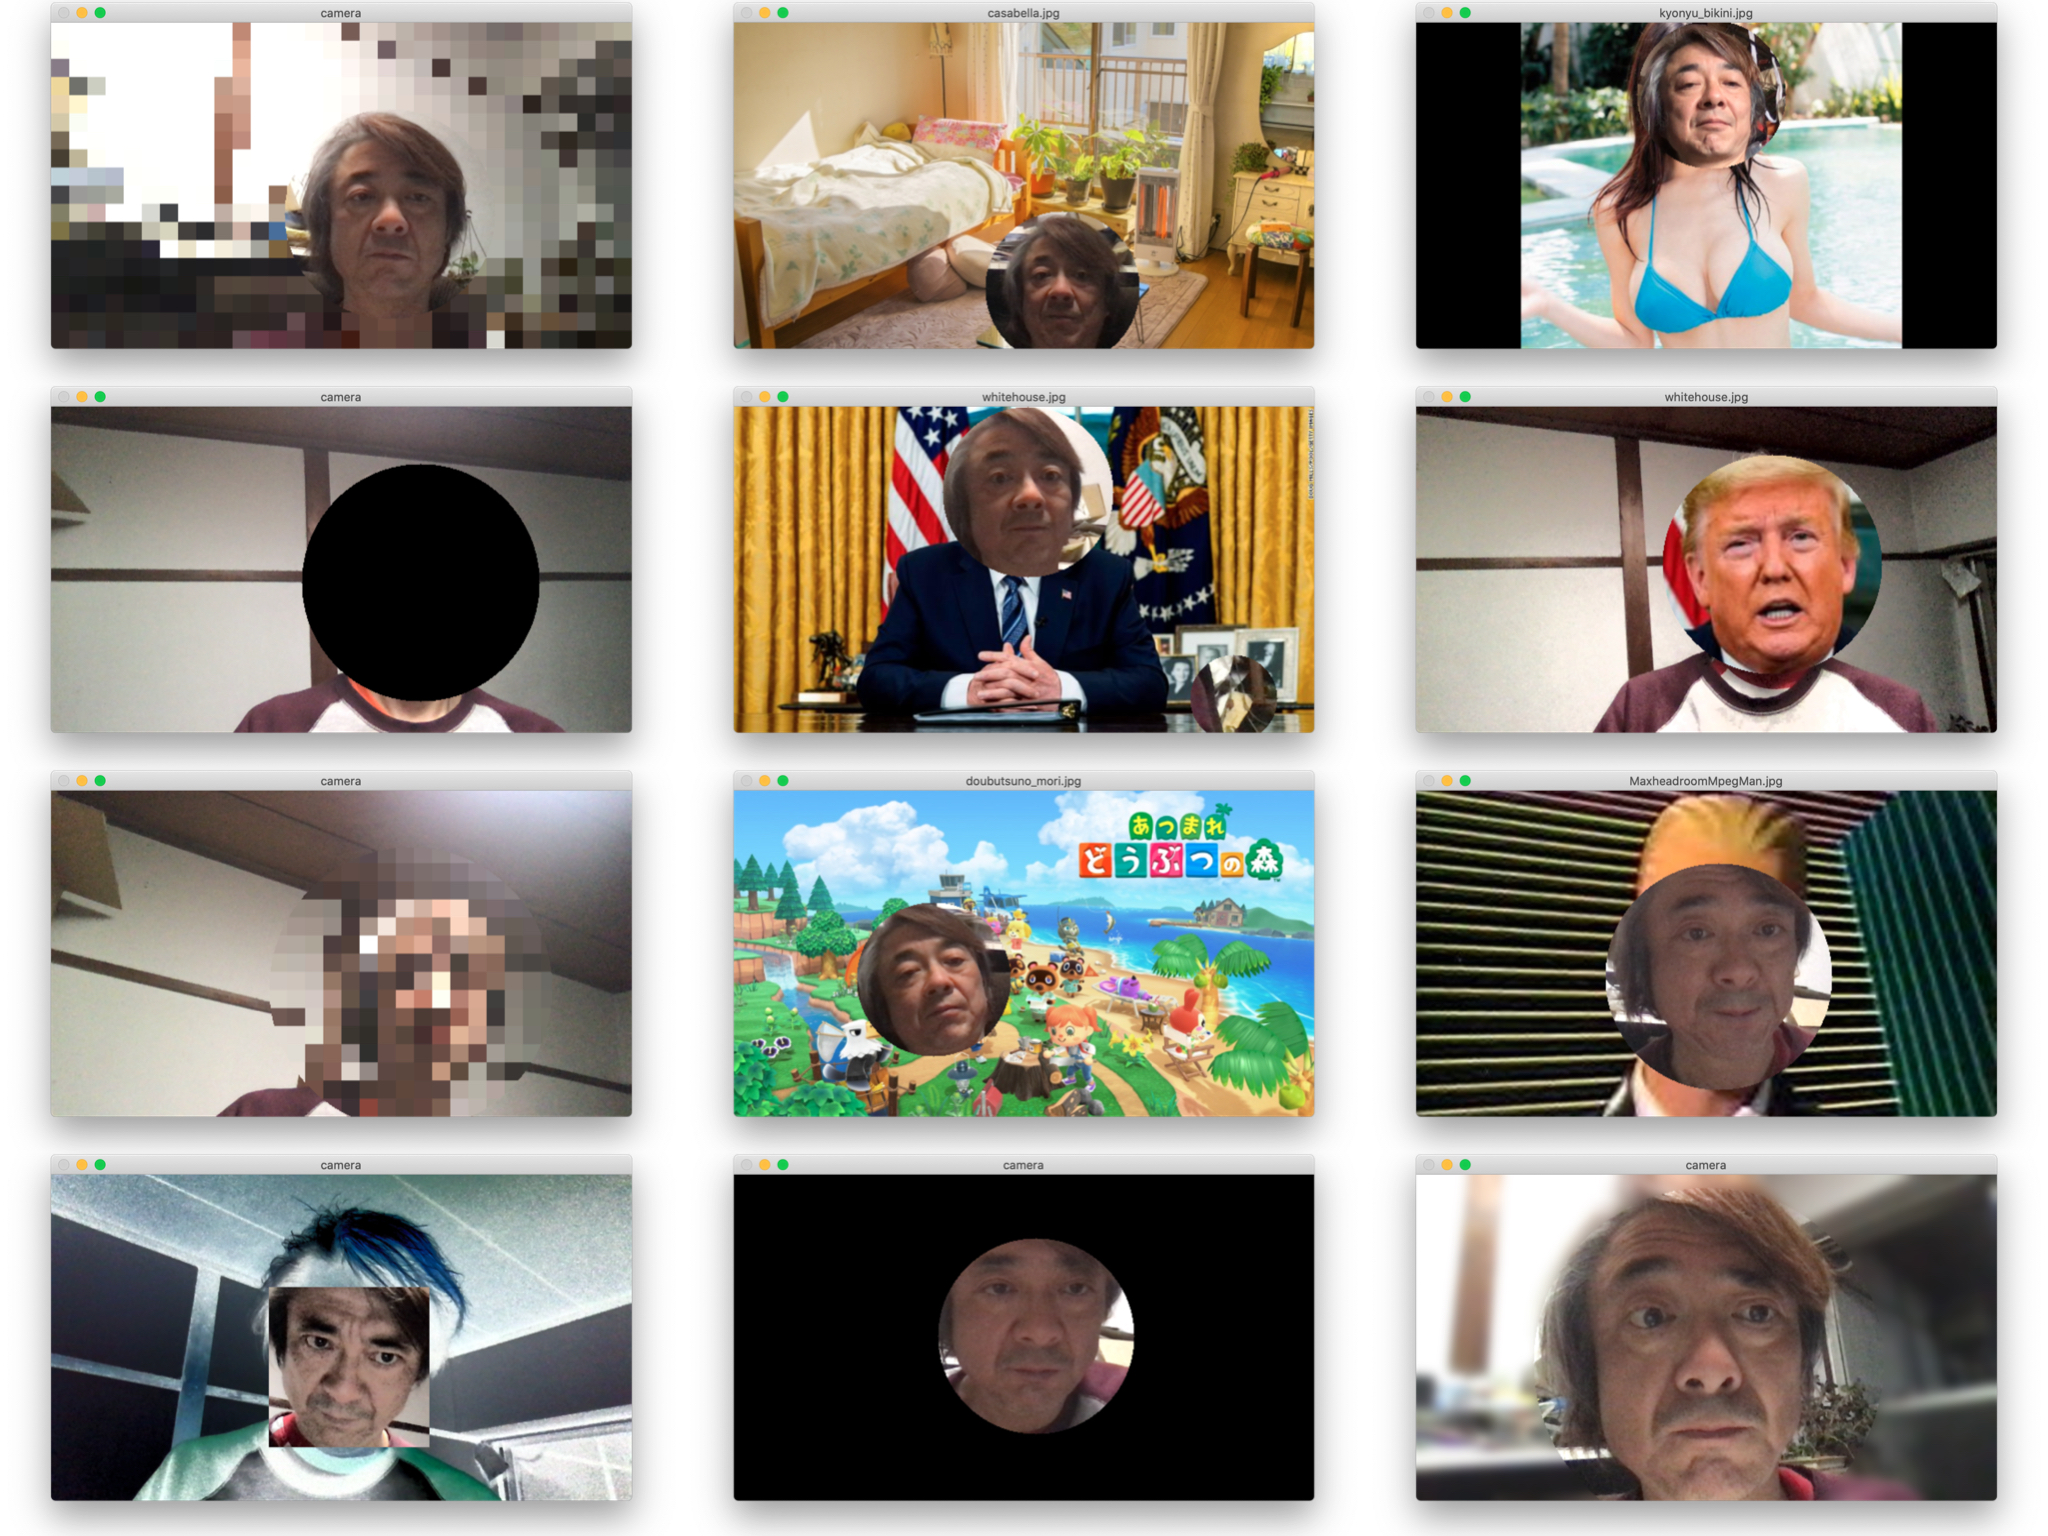 camera
casabella.jpg
kyonyu_bikini.jpg
camera
whitehouse.jpg
whitehouse.jpg
camera
doubutsuno_mori.jpg
MaxheadroomMpegMan.jpg
あつまれ
どうぶつの森
camera
camera
camera